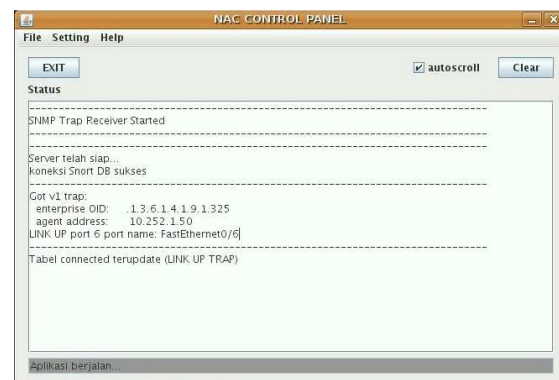 NAC CONTROL PANEL
File Setting Help
EXIT
autoscroll
Clear
Status
------------------------------------------------------------
SNMP Trap Receiver Started
------------------------------------------------------------
------------------------------------------------------------
Server telah siap...
koneksi Snort DB sukses
------------------------------------------------------------
Got v1 trap:
enterprise OID: .1.3.6.1.4.1.9.1.325
agent address: 10.252.1.50
LINK UP port 6 port name: FastEthernet0/6
------------------------------------------------------------
Tabel connected terupdate (LINK UP TRAP)
Aplikasi berjalan...